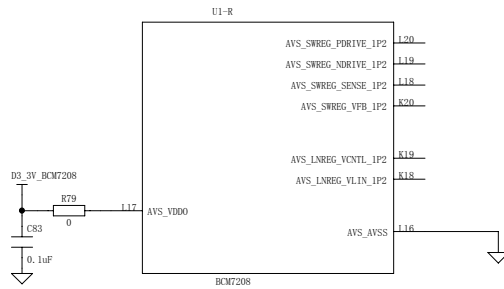 U1-R
AVS_SWREG_PDRIVE_1P2 L20
AVS_SWREG_NDRIVE_1P2 L19
AVS_SWREG_SENSE_1P2 L18
AVS_SWREG_VFB_1P2 K20
AVS_LNREG_VCNTL_1P2 K19
AVS_LNREG_VLIN_1P2 K18
D3_3V_BCM7208
R79
0
L17 AVS_VDDO
C83
0.1uF
AVS_AVSS L16
BCM7208